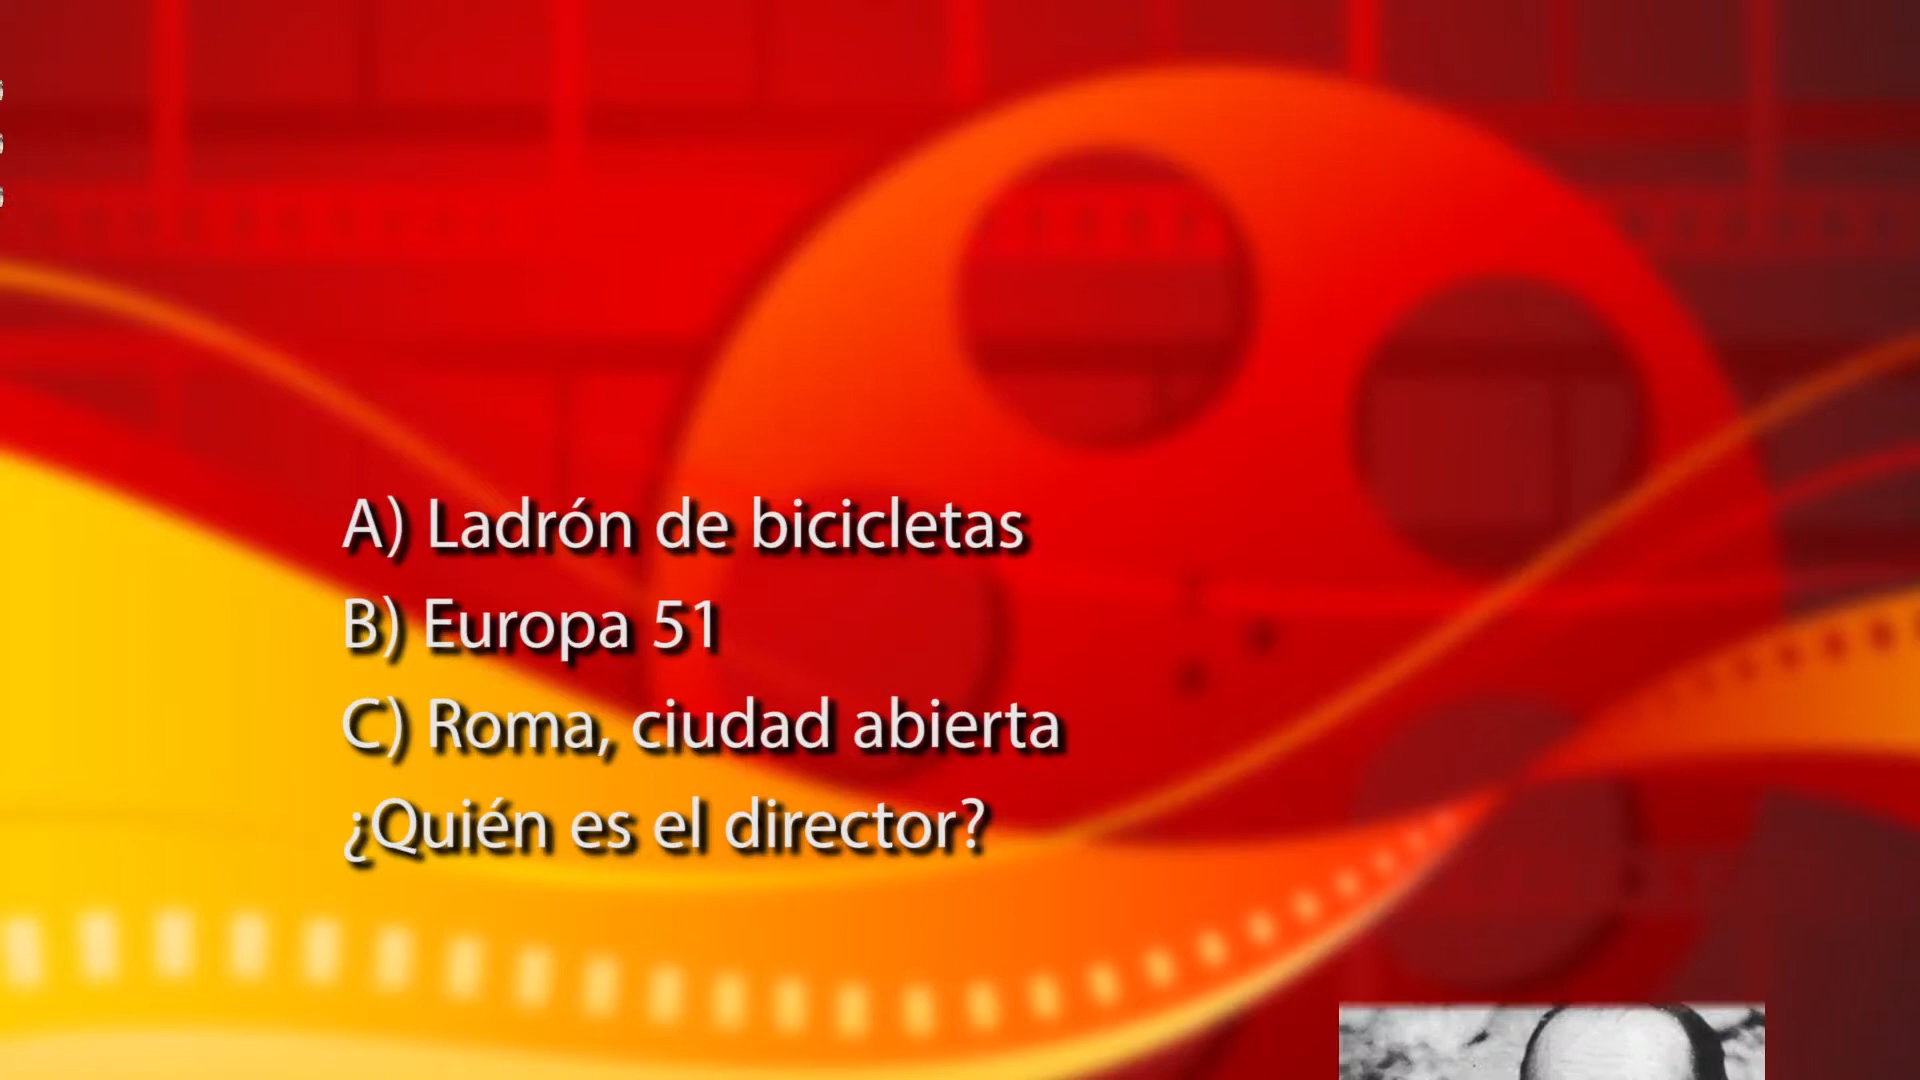 A) Ladrón de bicicletas
B) Europa 51
C) Roma, ciudad abierta
¿Quién es el director?